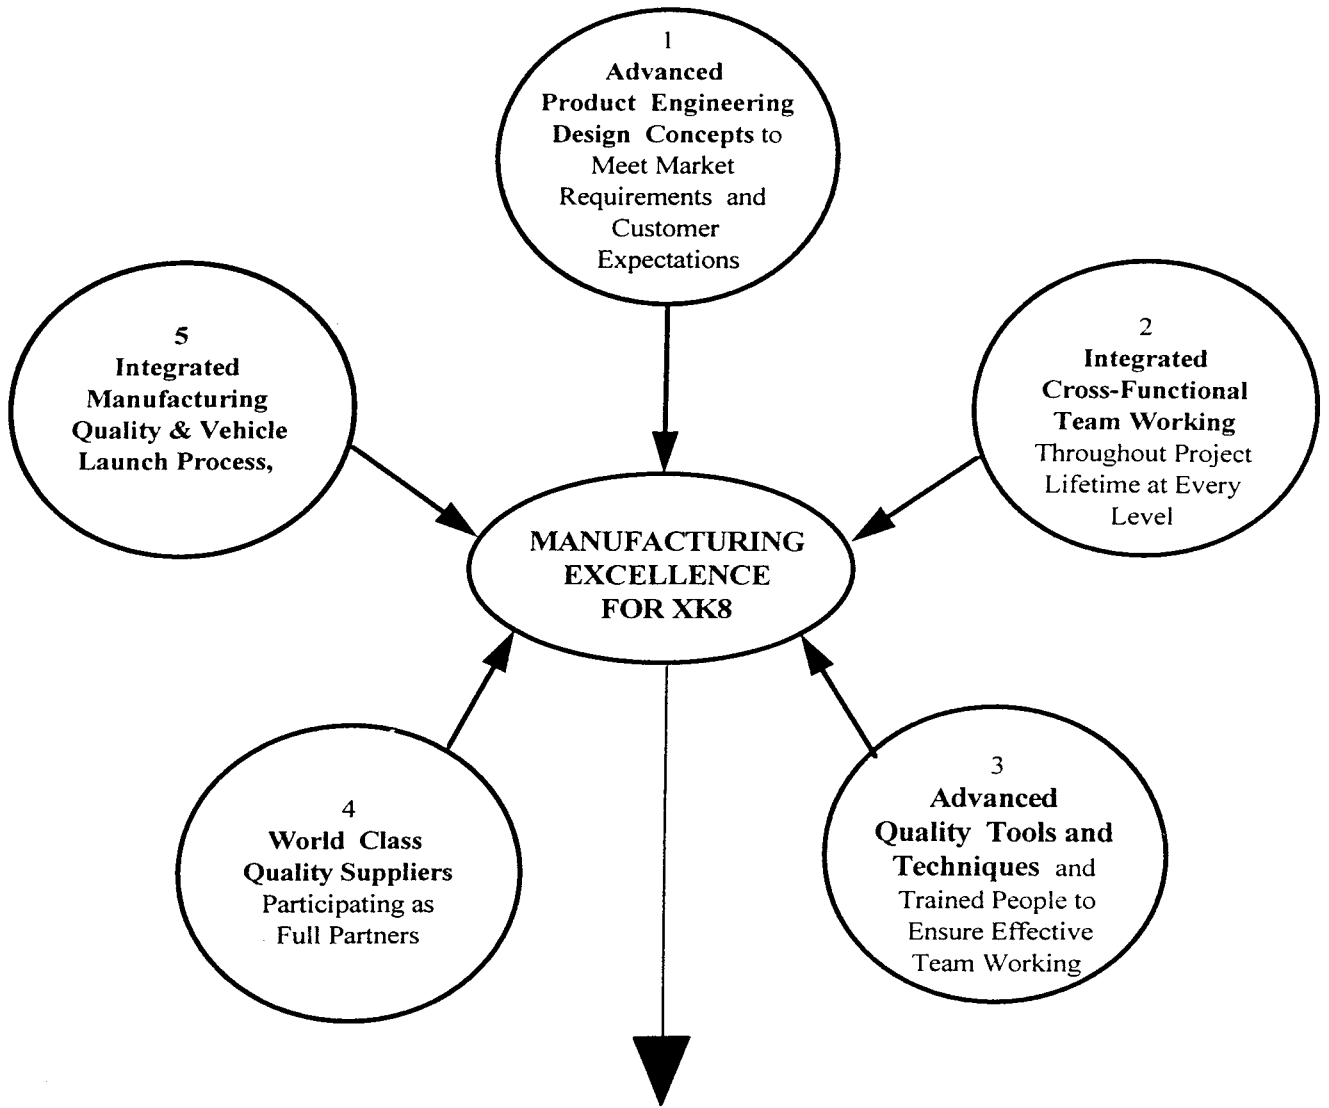 1
Advanced
Product Engineering
Design Concepts to
Meet Market
Requirements and
Customer
Expectations
2
Integrated
Cross-Functional
Team Working
Throughout Project
Lifetime at Every
Level
3
Advanced
Quality Tools and
Techniques and
Trained People to
Ensure Effective
Team Working
4
World Class
Quality Suppliers
Participating as
Full Partners
5
Integrated
Manufacturing
Quality & Vehicle
Launch Process,
MANUFACTURING
EXCELLENCE
FOR XK8